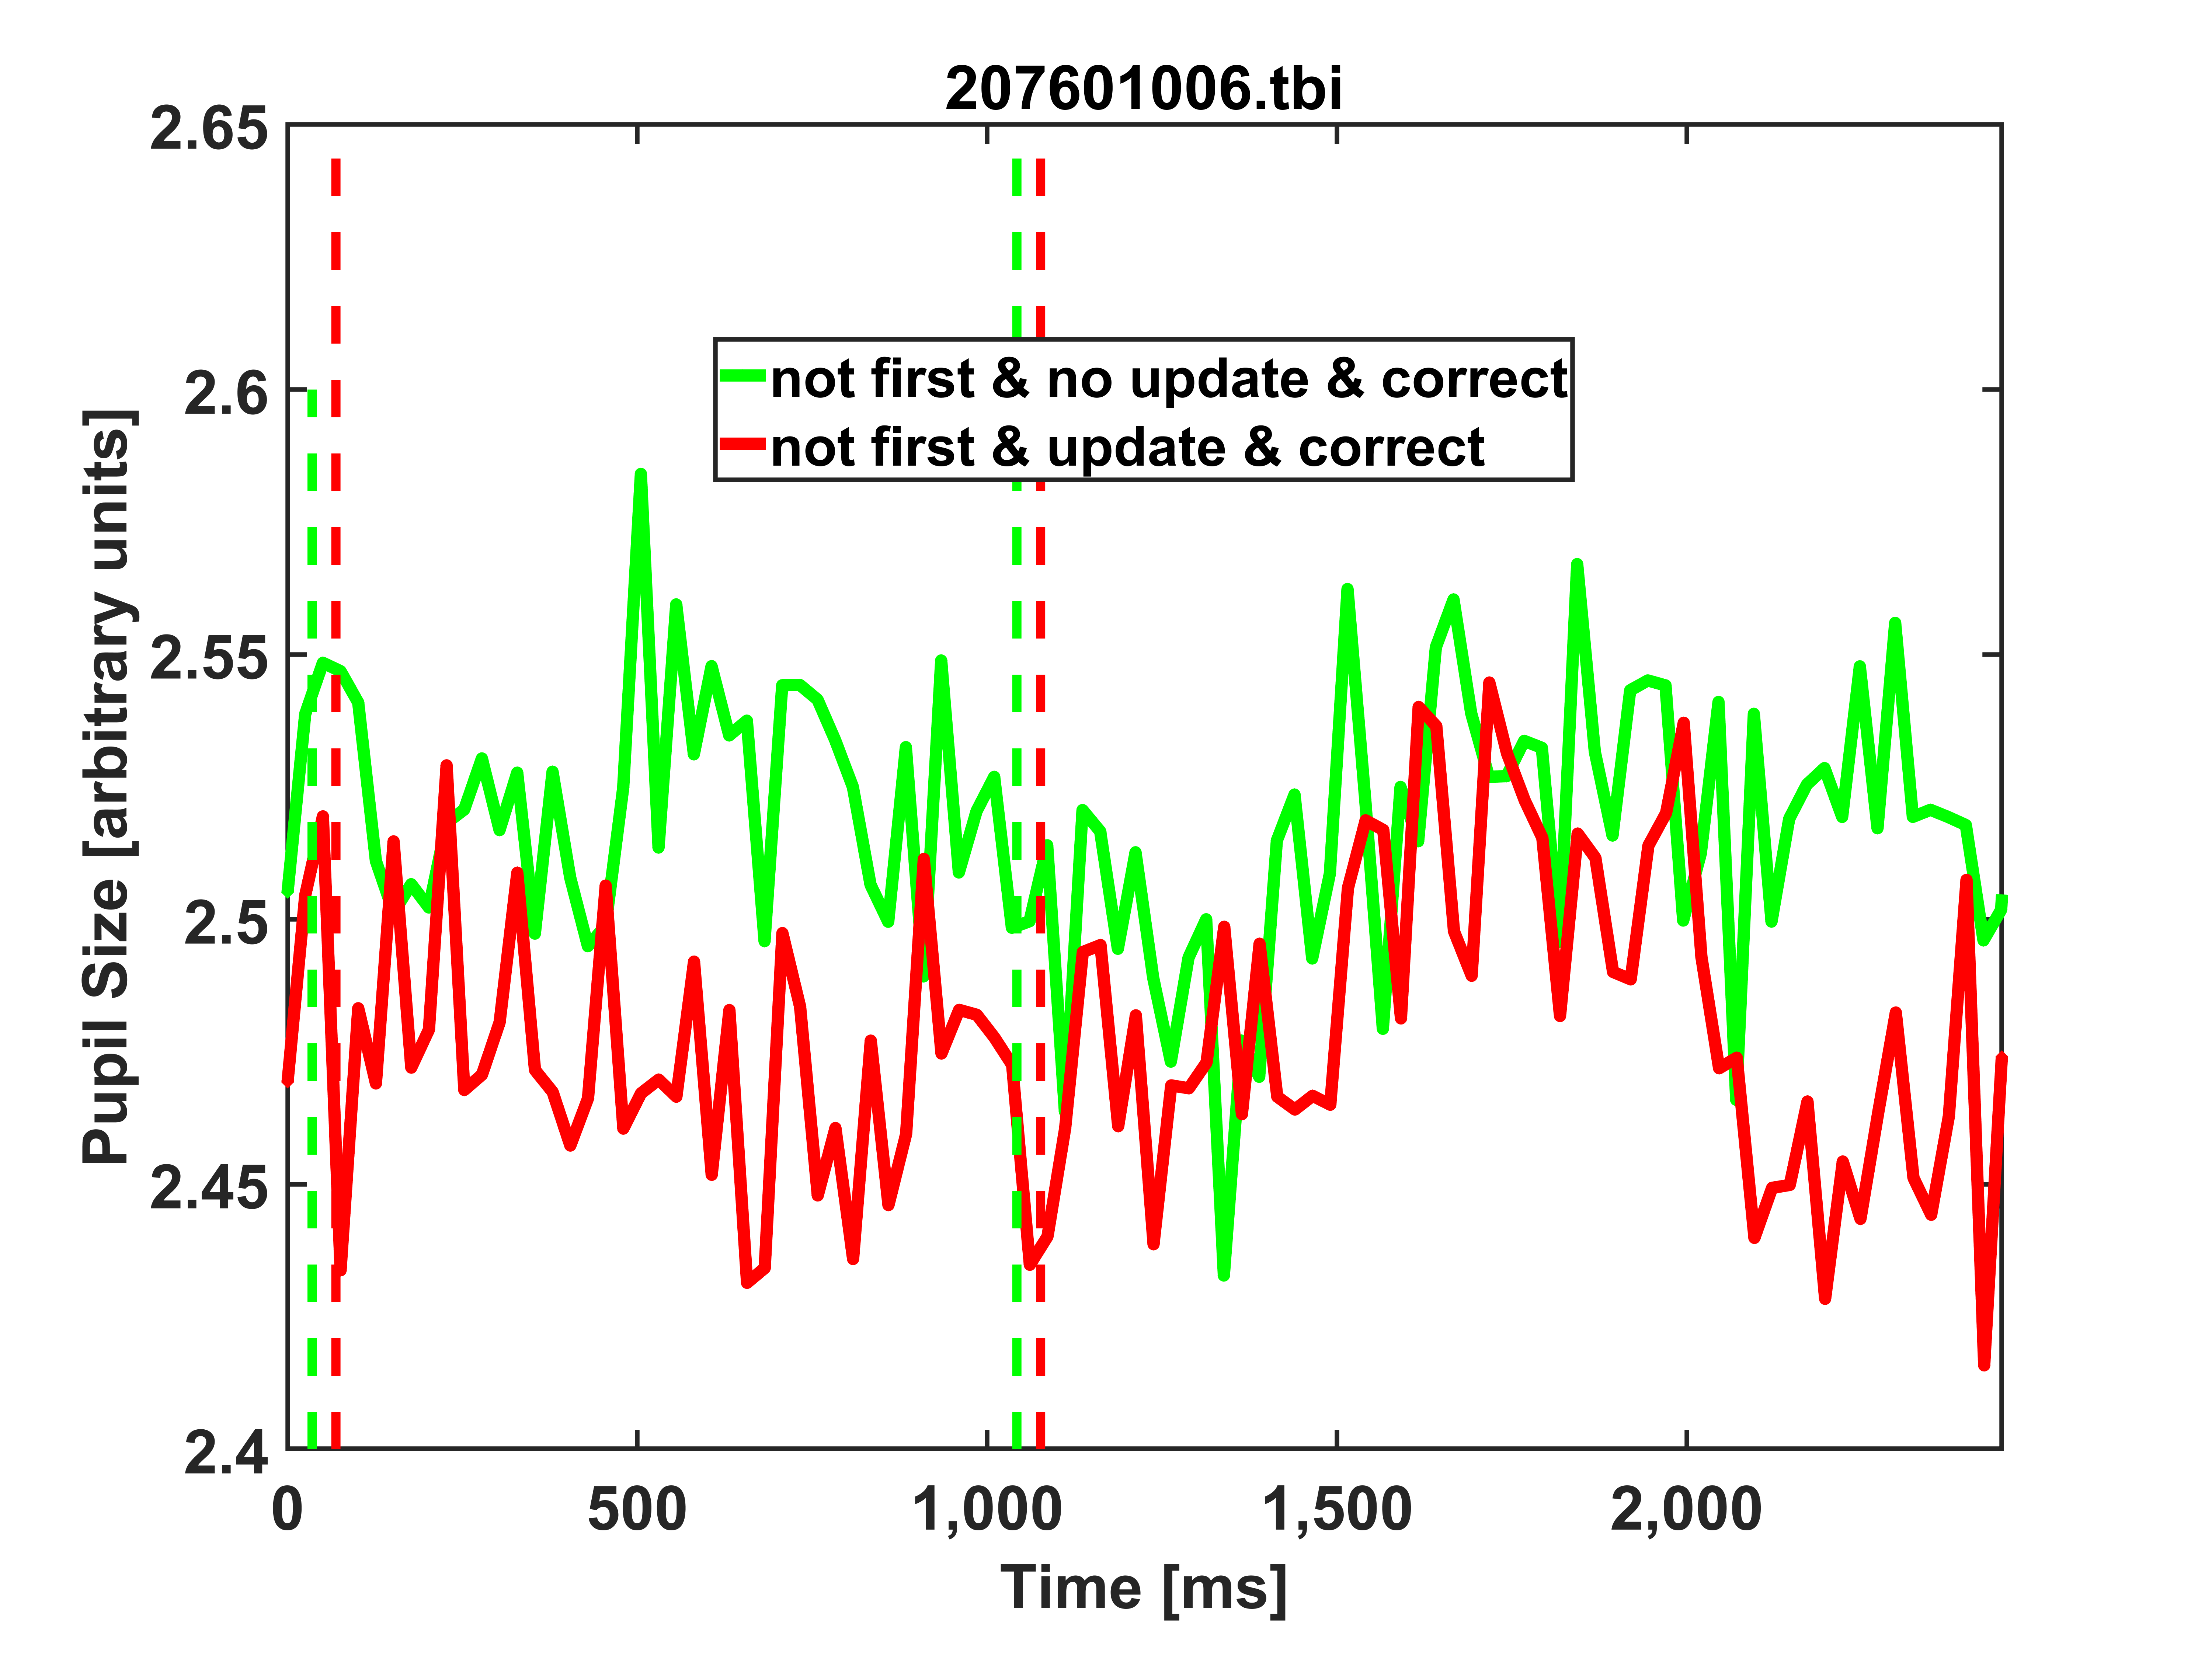 207601006.tbi
2.65
2.6
2.55
2.5
2.45
2.4
Pupil Size [arbitrary units]
not first & no update & correct
not first & update & correct
0 500 1,000 1,500 2,000
Time [ms]